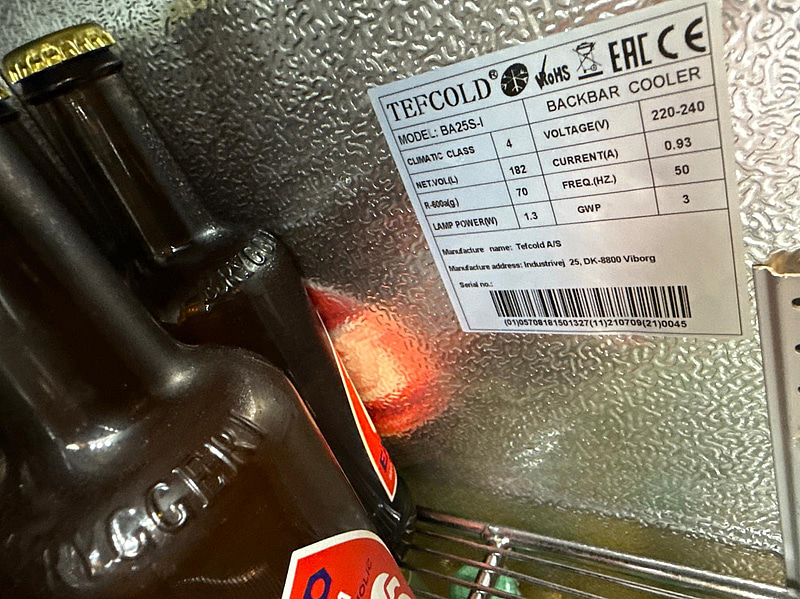 TEFCOLD® RoHS EAC CE
MODEL: BA25S-I BACKBAR COOLER
CLIMATIC CLASS 4 VOLTAGE(V) 220-240
NET.VOL(L) 182 CURRENT(A) 0.93
R-600a(g.) 70 FREQ.(HZ.) 50
LAMP POWER(W) 1.3 GWP 3
Manufacture name: Tefcold A/S
Manufacture address: Industrivej 25, DK-8800 Viborg
Serial no.:
(01)05708181501327(11)210709(21)0045